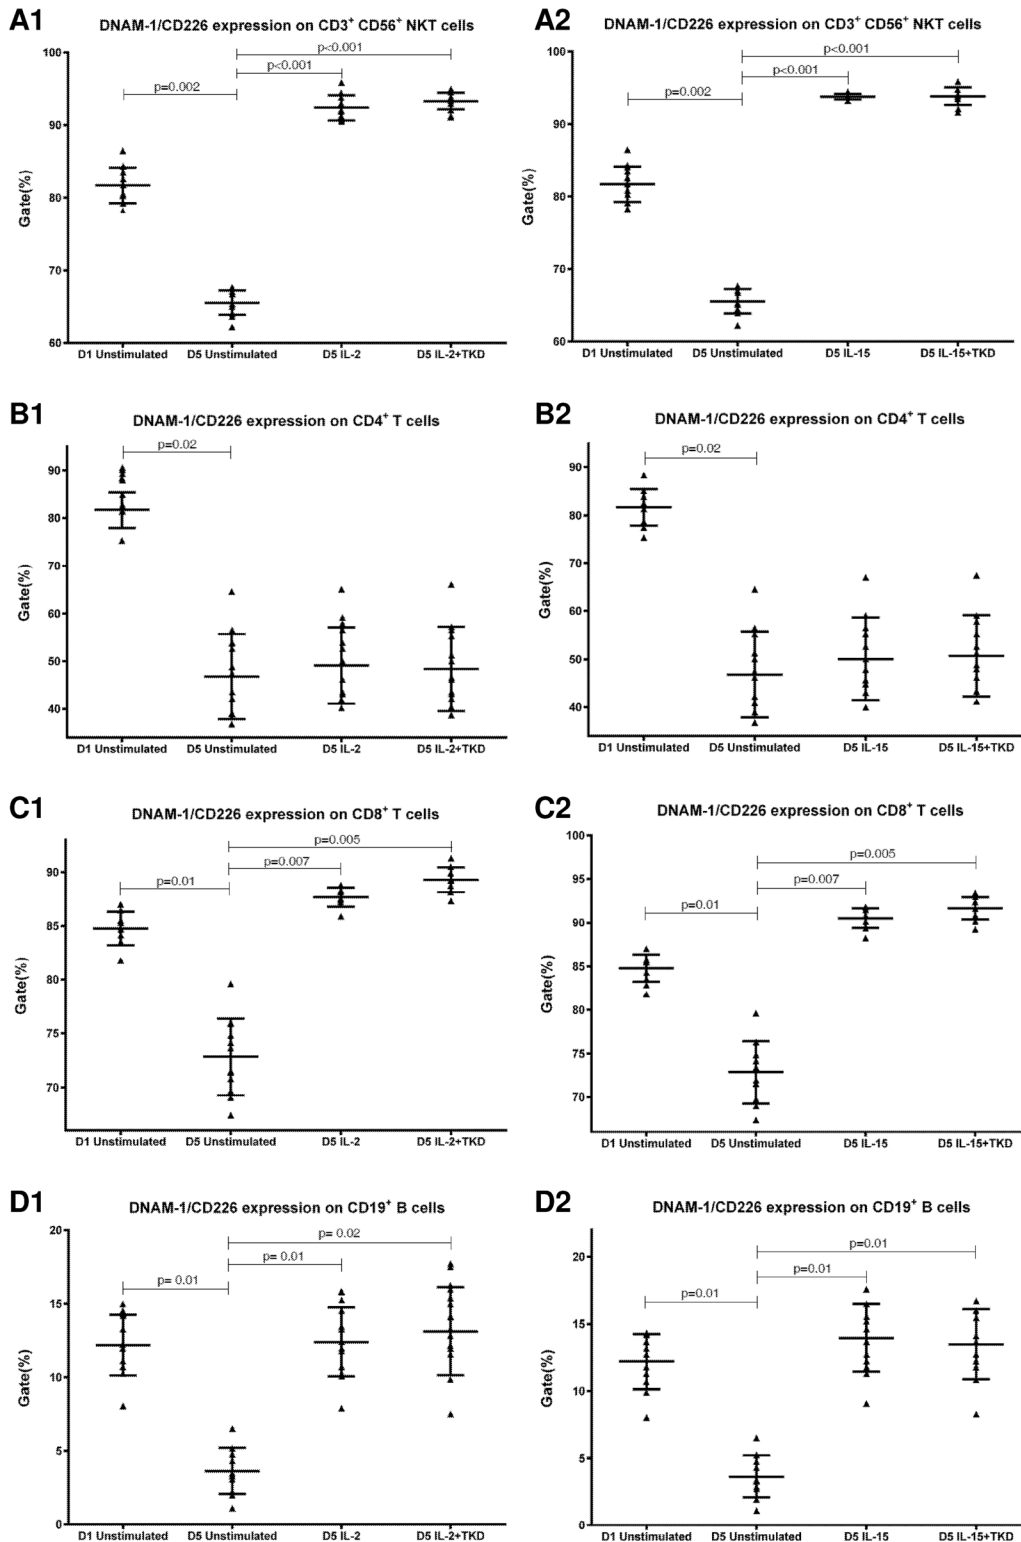 A1
DNAM-1/CD226 expression on CD3+ CD56+ NKT cells
p<0.001
p<0.001
p=0.002
Gate(%)
100
90
80
70
60
D1 Unstimulated D5 Unstimulated D5 IL-2 D5 IL-2+TKD
A2
DNAM-1/CD226 expression on CD3+ CD56+ NKT cells
p<0.001
p<0.001
p=0.002
Gate(%)
100
90
80
70
60
D1 Unstimulated D5 Unstimulated D5 IL-15 D5 IL-15+TKD
B1
DNAM-1/CD226 expression on CD4+ T cells
p=0.02
Gate(%)
90
80
70
60
50
40
D1 Unstimulated D5 Unstimulated D5 IL-2 D5 IL-2+TKD
B2
DNAM-1/CD226 expression on CD4+ T cells
p=0.02
Gate(%)
90
80
70
60
50
40
D1 Unstimulated D5 Unstimulated D5 IL-15 D5 IL-15+TKD
C1
DNAM-1/CD226 expression on CD8+ T cells
p=0.005
p=0.007
p=0.01
Gate(%)
90
85
80
75
70
D1 Unstimulated D5 Unstimulated D5 IL-2 D5 IL-2+TKD
C2
DNAM-1/CD226 expression on CD8+ T cells
p=0.005
p=0.007
p=0.01
Gate(%)
100
95
90
85
80
75
70
D1 Unstimulated D5 Unstimulated D5 IL-15 D5 IL-15+TKD
D1
DNAM-1/CD226 expression on CD19+ B cells
p= 0.02
p= 0.01
p= 0.01
Gate(%)
20
15
10
5
0
D1 Unstimulated D5 Unstimulated D5 IL-2 D5 IL-2+TKD
D2
DNAM-1/CD226 expression on CD19+ B cells
p=0.01
p=0.01
p=0.01
Gate(%)
20
15
10
5
0
D1 Unstimulated D5 Unstimulated D5 IL-15 D5 IL-15+TKD